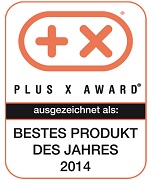 PLUS X AWARD®
ausgezeichnet als:
BESTES PRODUKT
DES JAHRES
2014